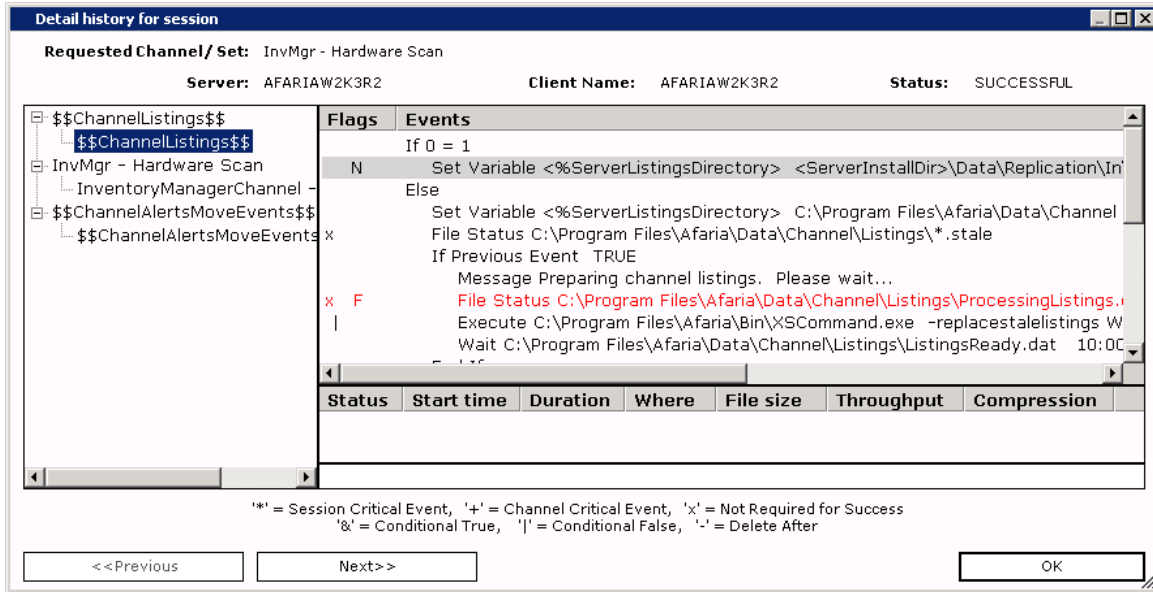 Detail history for session
Requested Channel/ Set: InvMgr - Hardware Scan
Server: AFARIAW2K3R2 Client Name: AFARIAW2K3R2 Status: SUCCESSFUL
$$ChannelListings$$
$$ChannelListings$$
InvMgr - Hardware Scan
InventoryManagerChannel -
$$ChannelAlertsMoveEvents$$
$$ChannelAlertsMoveEvents
Flags Events
If 0 = 1
N Set Variable <%ServerListingsDirectory> <ServerInstallDir>\Data\Replication\In
Else
Set Variable <%ServerListingsDirectory> C:\Program Files\Afaria\Data\Channel
x File Status C:\Program Files\Afaria\Data\Channel\Listings\*.stale
If Previous Event TRUE
Message Preparing channel listings. Please wait...
x F File Status C:\Program Files\Afaria\Data\Channel\Listings\ProcessingListings.
| Execute C:\Program Files\Afaria\Bin\XSCommand.exe -replacestalelistings W
Wait C:\Program Files\Afaria\Data\Channel\Listings\ListingsReady.dat 10:00
Status Start time Duration Where File size Throughput Compression
'*' = Session Critical Event, '+' = Channel Critical Event, 'x' = Not Required for Success
'&' = Conditional True, '|' = Conditional False, '-' = Delete After
<<Previous Next>> OK